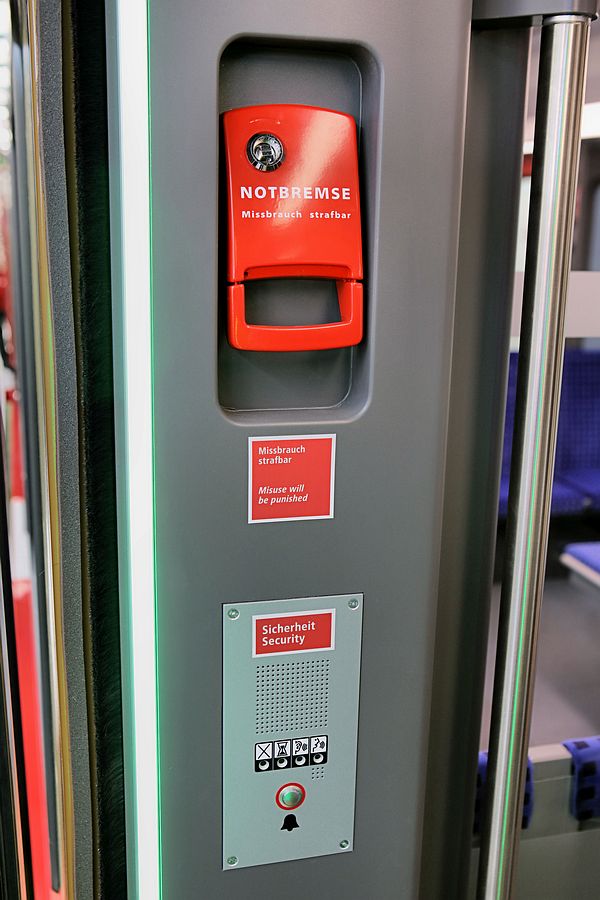 NOTBREMSE
Missbrauch strafbar
Missbrauch
strafbar
Misuse will
be punished
Sicherheit
Security